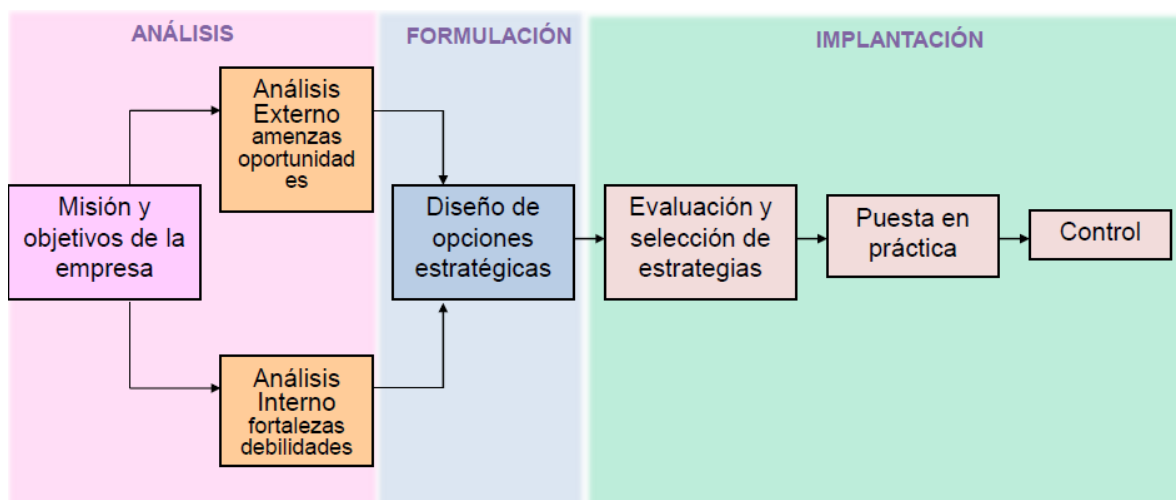 ANÁLISIS
FORMULACIÓN
IMPLANTACIÓN
Análisis
Externo
amenzas
oportunidad
es
Misión y
objetivos de la
empresa
Diseño de
opciones
estratégicas
Evaluación y
selección de
estrategias
Puesta en
práctica
Control
Análisis
Interno
fortalezas
debilidades